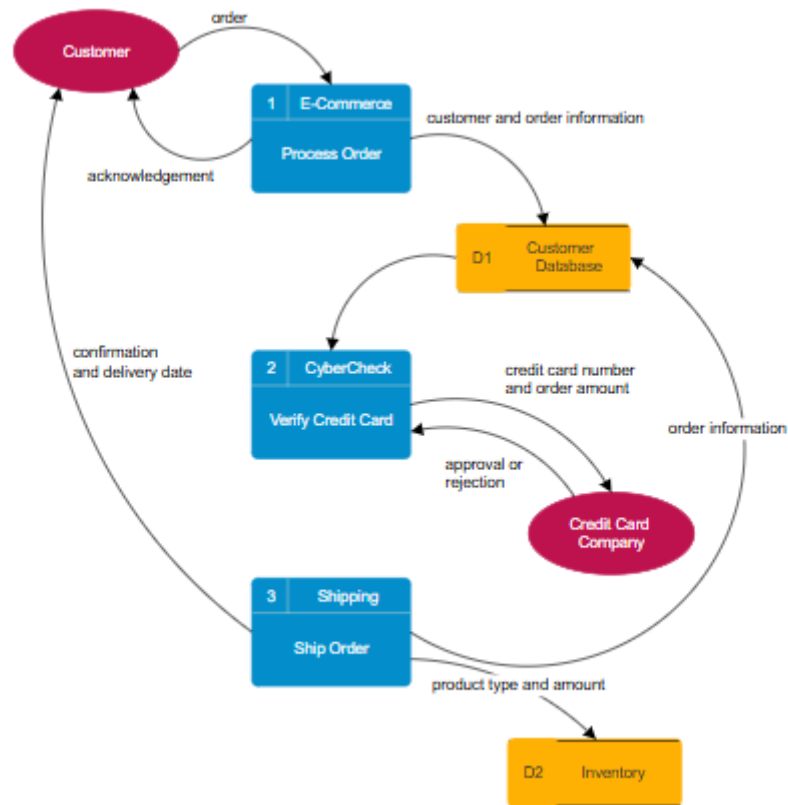 order
Customer
1 E-Commerce
Process Order
customer and order information
acknowledgement
D1 Customer
Database
confirmation
and delivery date
2 CyberCheck
Verify Credit Card
credit card number
and order amount
order information
approval or
rejection
Credit Card
Company
3 Shipping
Ship Order
product type and amount
D2 Inventory